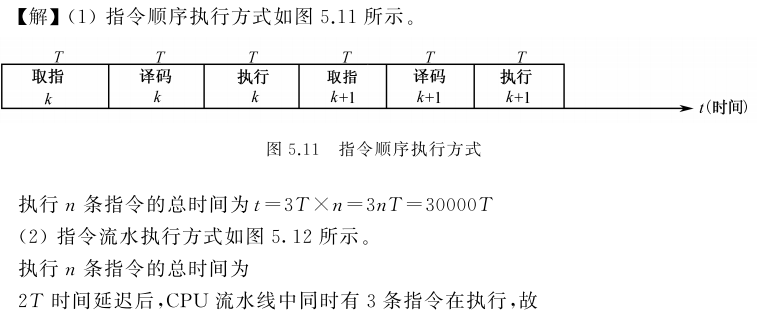 【解】(1) 指令顺序执行方式如图 5.11 所示。
T T T T T T
取指 译码 执行 取指 译码 执行
k k k k+1 k+1 k+1
t(时间)
图 5.11 指令顺序执行方式
执行 n 条指令的总时间为 t=3T×n=3nT=30000T
(2) 指令流水执行方式如图 5.12 所示。
执行 n 条指令的总时间为
2T 时间延迟后,CPU 流水线中同时有 3 条指令在执行,故